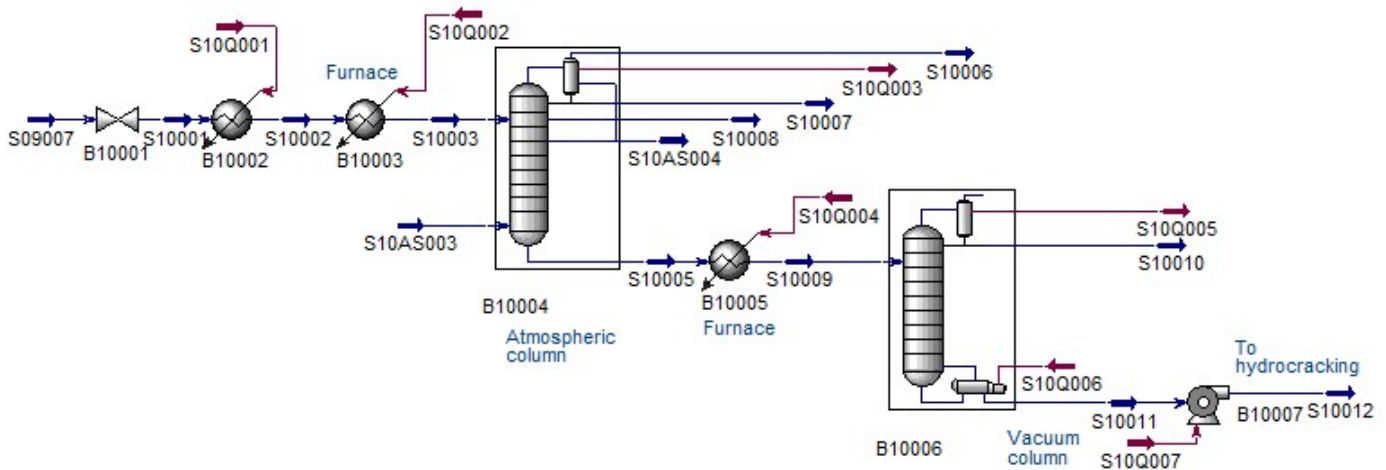 S10Q001
S10Q002
Furnace
S10006
S10Q003
S10007
S10008
S09007
S10001
S10002
S10003
B10001
B10002
B10003
S10AS004
S10AS003
S10Q004
S10Q005
S10010
S10005
S10009
B10005
B10004
Furnace
Atmospheric
column
To
hydrocracking
S10Q006
S10011
B10007
S10012
B10006
Vacuum
column
S10Q007